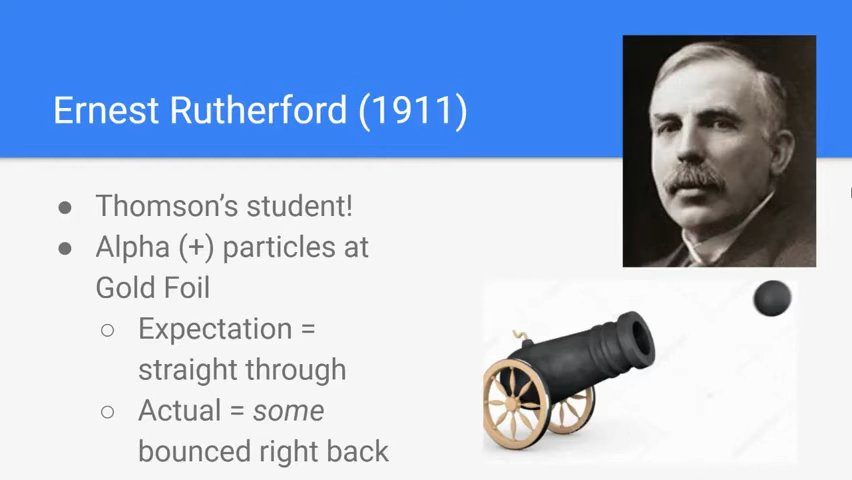 Ernest Rutherford (1911)
● Thomson's student!
● Alpha (+) particles at
Gold Foil
○ Expectation =
straight through
○ Actual = some
bounced right back